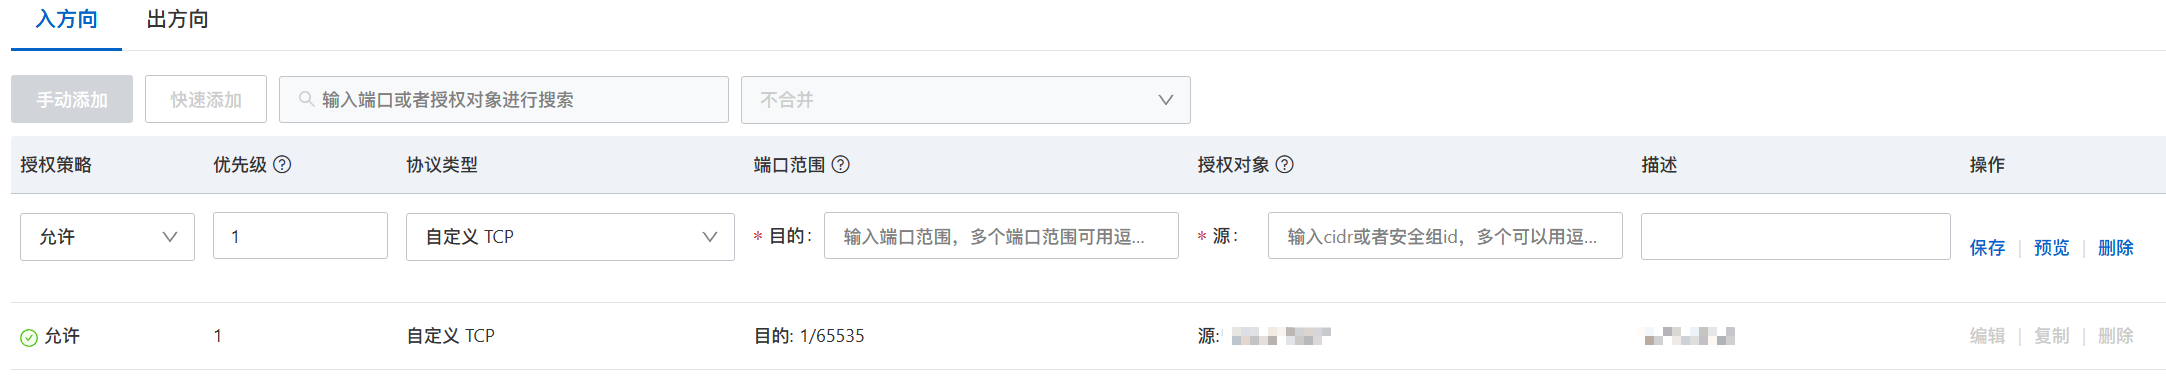 入方向 出方向
手动添加 快速添加 输入端口或者授权对象进行搜索 不合并
授权策略 优先级 协议类型 端口范围 授权对象 描述 操作
允许 1 自定义 TCP * 目的: 输入端口范围，多个端口范围可用逗... * 源: 输入cidr或者安全组id，多个可以用逗... 保存 | 预览 | 删除
允许 1 自定义 TCP 目的: 1/65535 源: 编辑 | 复制 | 删除